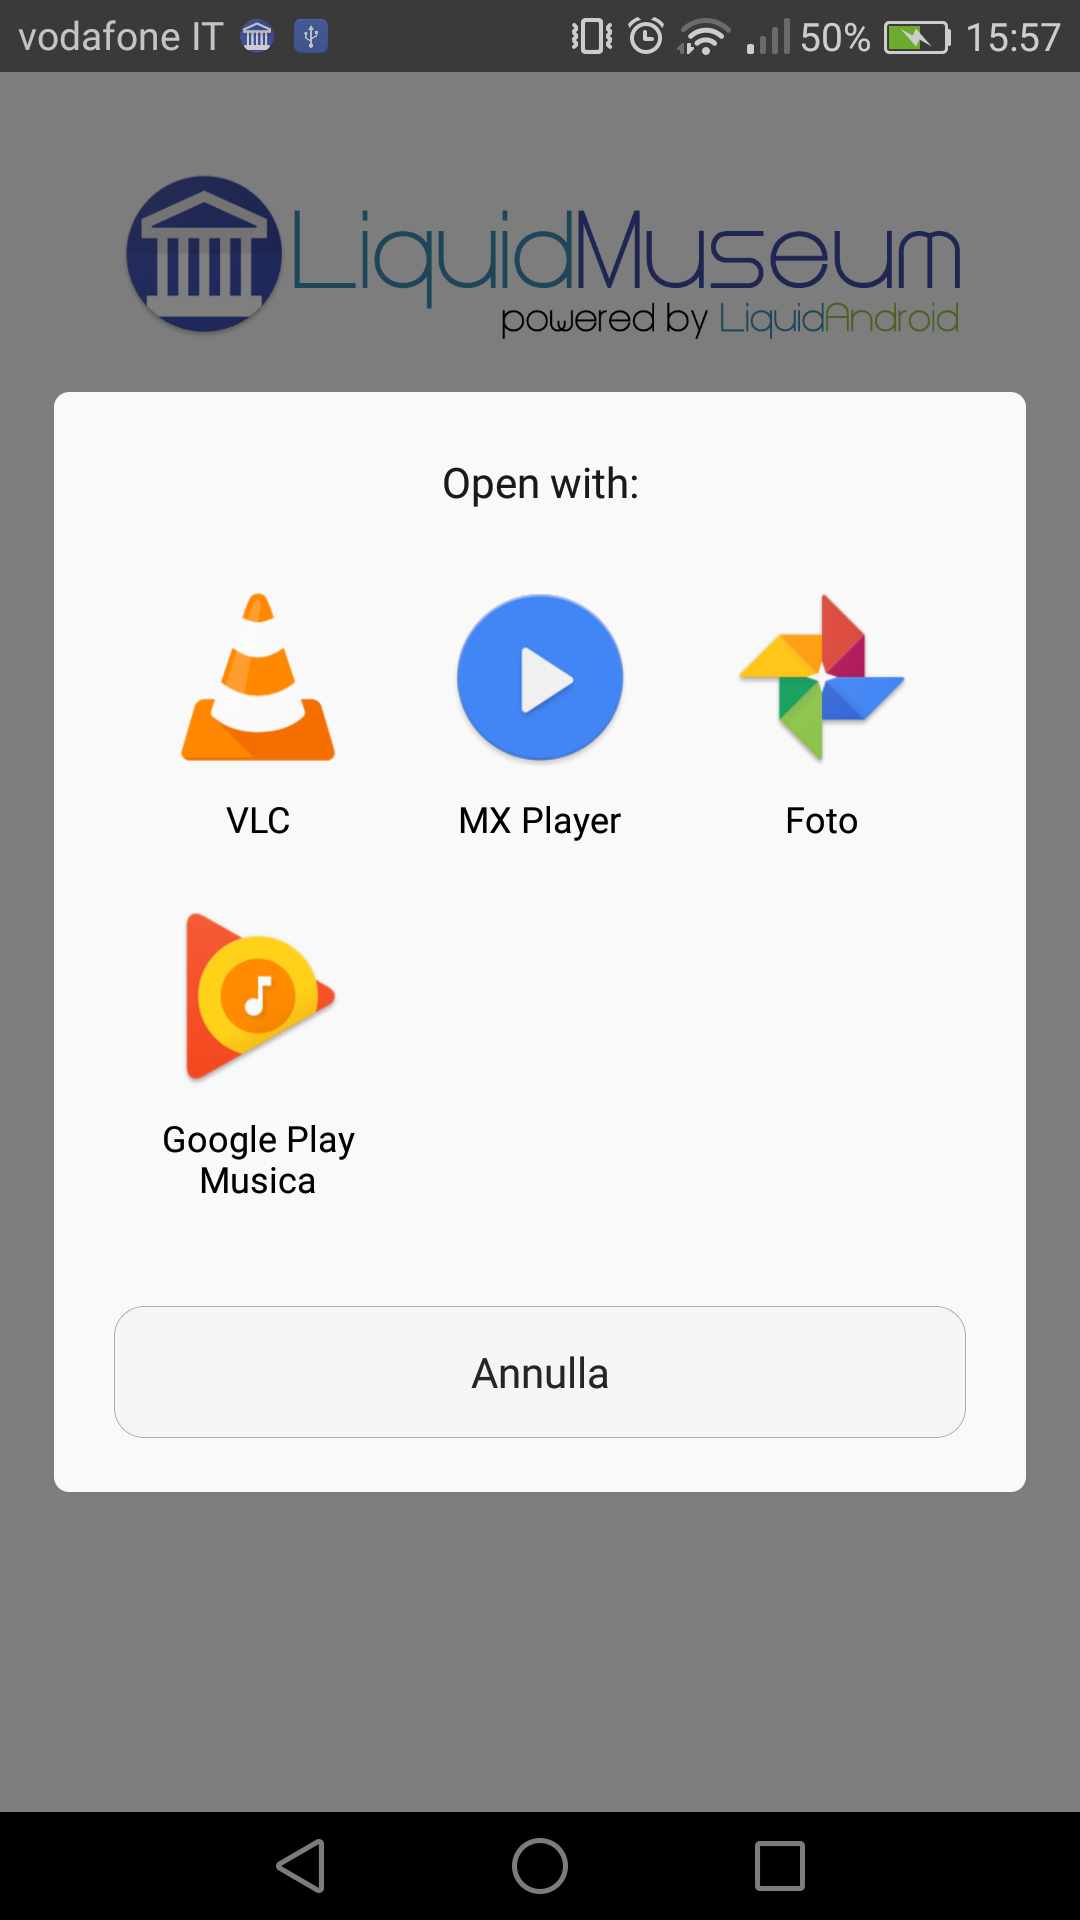 vodafone IT 50% 15:57
LiquidMuseum
powered by LiquidAndroid
Open with:
VLC MX Player Foto
Google Play
Musica
Annulla